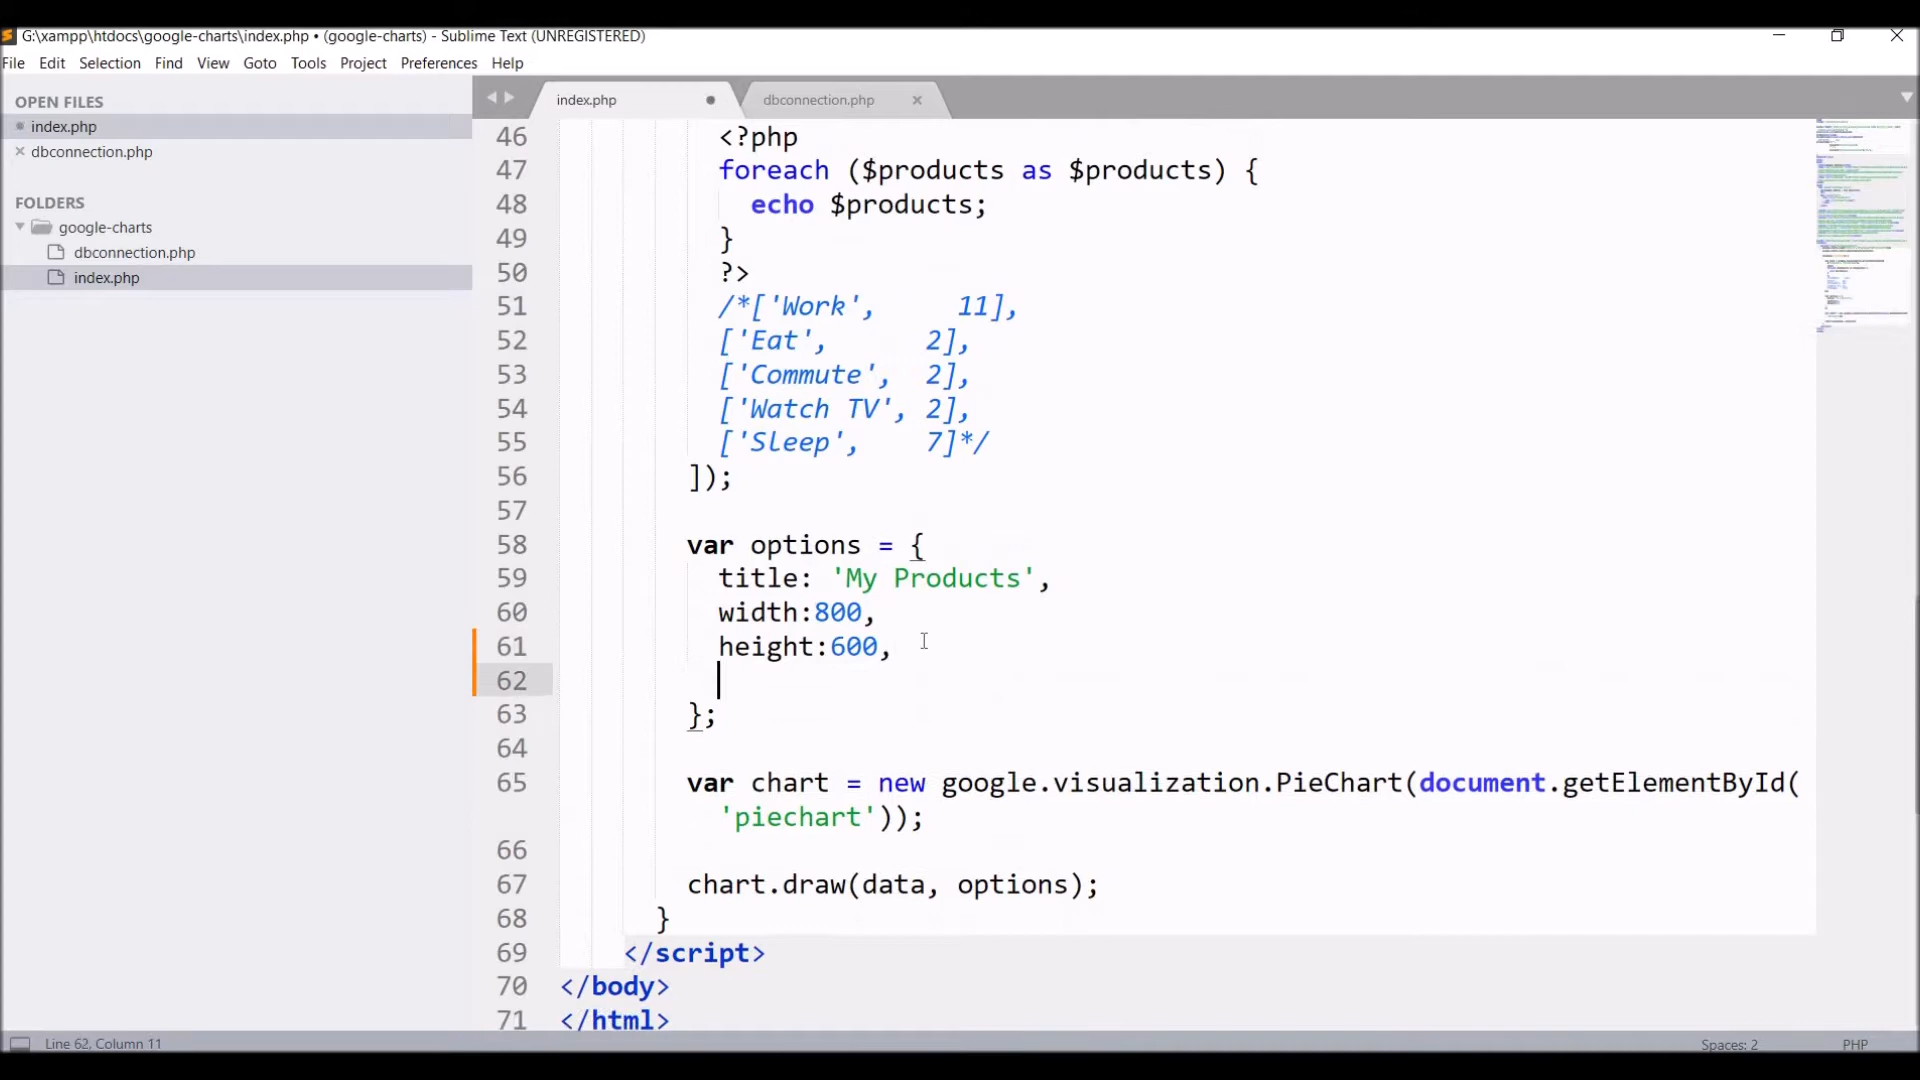 G:\xampp\htdocs\google-charts\index.php • (google-charts) - Sublime Text (UNREGISTERED)
File Edit Selection Find View Goto Tools Project Preferences Help
OPEN FILES
index.php
dbconnection.php
FOLDERS
google-charts
dbconnection.php
index.php
index.php dbconnection.php
46 <?php
47 foreach ($products as $products) {
48 echo $products;
49 }
50 ?>
51 /*['Work', 11],
52 ['Eat', 2],
53 ['Commute', 2],
54 ['Watch TV', 2],
55 ['Sleep', 7]*/
56 ]);
57
58 var options = {
59 title: 'My Products',
60 width:800,
61 height:600,
62
63 };
64
65 var chart = new google.visualization.PieChart(document.getElementById(
'piechart'));
66
67 chart.draw(data, options);
68 }
69 </script>
70 </body>
71 </html>
Line 62, Column 11 Spaces: 2 PHP